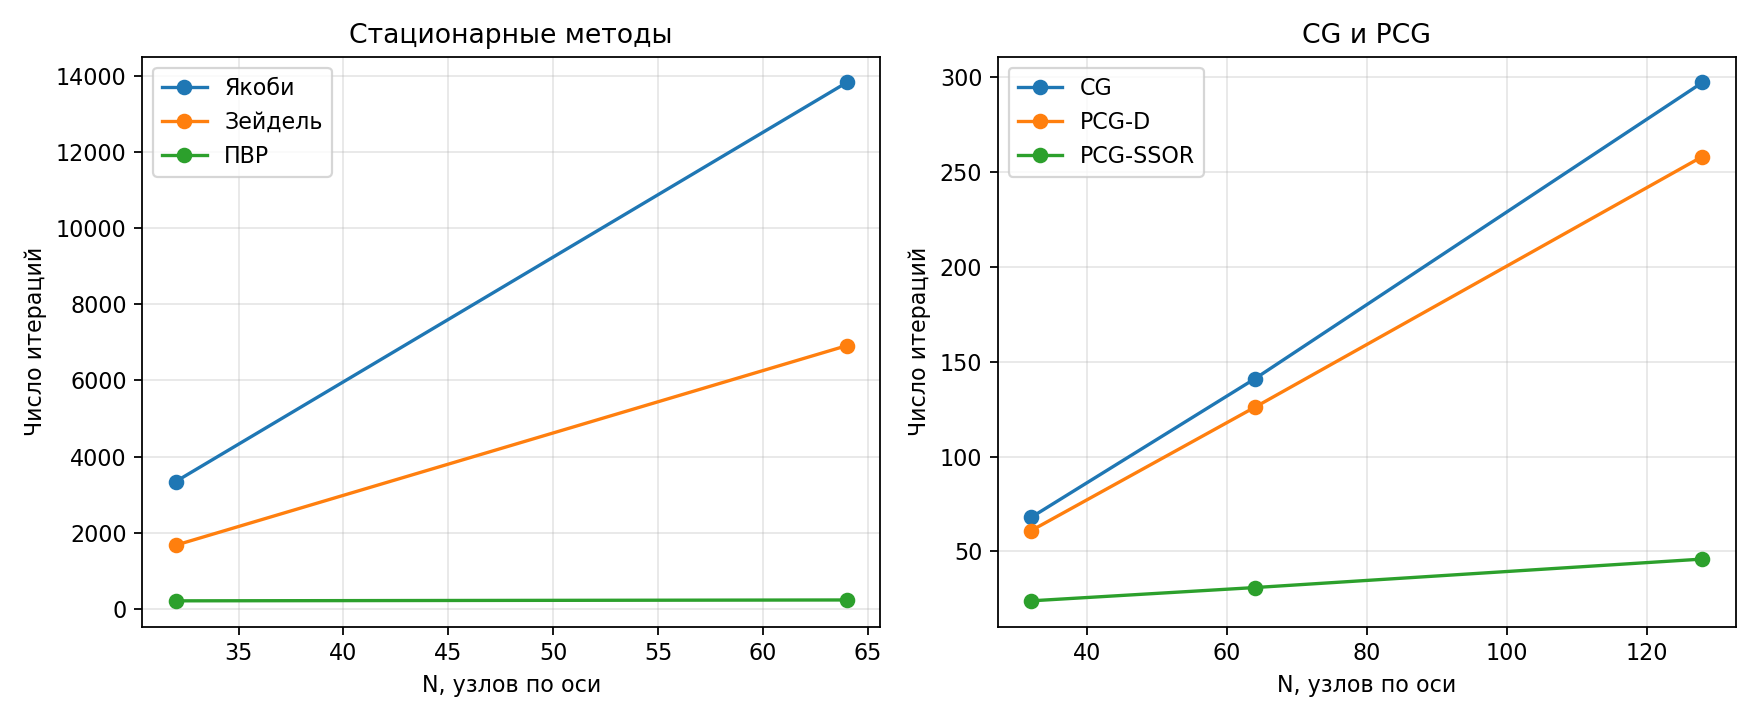 Стационарные методы
Число итераций
14000
12000
10000
8000
6000
4000
2000
0
Якоби
Зейдель
ПВР
35 40 45 50 55 60 65
N, узлов по оси
CG и PCG
Число итераций
300
250
200
150
100
50
CG
PCG-D
PCG-SSOR
40 60 80 100 120
N, узлов по оси